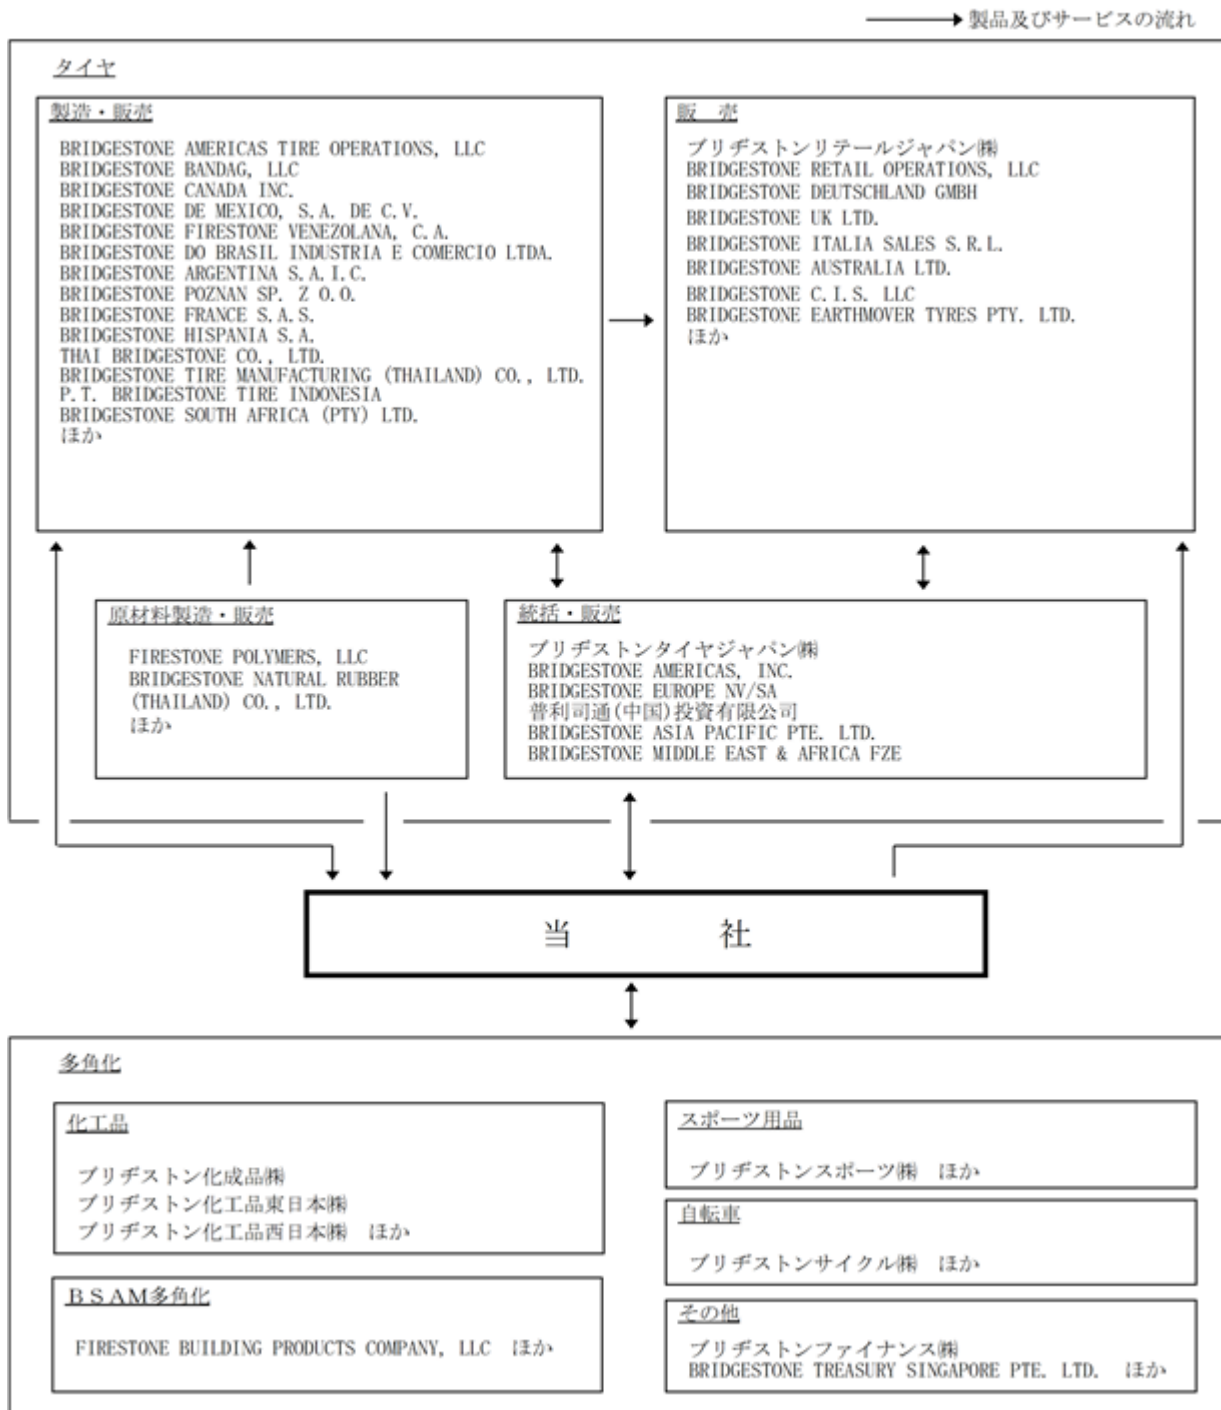 製品及びサービスの流れ
タイヤ
製造・販売
BRIDGESTONE AMERICAS TIRE OPERATIONS, LLC
BRIDGESTONE BANDAG, LLC
BRIDGESTONE CANADA INC.
BRIDGESTONE DE MEXICO, S.A. DE C.V.
BRIDGESTONE FIRESTONE VENEZOLANA, C.A.
BRIDGESTONE DO BRASIL INDUSTRIA E COMERCIO LTDA.
BRIDGESTONE ARGENTINA S.A.I.C.
BRIDGESTONE POZNAN SP. Z O.O.
BRIDGESTONE FRANCE S.A.S.
BRIDGESTONE HISPANIA S.A.
THAI BRIDGESTONE CO., LTD.
BRIDGESTONE TIRE MANUFACTURING (THAILAND) CO., LTD.
P.T. BRIDGESTONE TIRE INDONESIA
BRIDGESTONE SOUTH AFRICA (PTY) LTD.
ほか
販　売
ブリヂストンリテールジャパン㈱
BRIDGESTONE RETAIL OPERATIONS, LLC
BRIDGESTONE DEUTSCHLAND GMBH
BRIDGESTONE UK LTD.
BRIDGESTONE ITALIA SALES S.R.L.
BRIDGESTONE AUSTRALIA LTD.
BRIDGESTONE C.I.S. LLC
BRIDGESTONE EARTHMOVER TYRES PTY. LTD.
ほか
原材料製造・販売
FIRESTONE POLYMERS, LLC
BRIDGESTONE NATURAL RUBBER
(THAILAND) CO., LTD.
ほか
統括・販売
ブリヂストンタイヤジャパン㈱
BRIDGESTONE AMERICAS, INC.
BRIDGESTONE EUROPE NV/SA
普利司通(中国)投資有限公司
BRIDGESTONE ASIA PACIFIC PTE. LTD.
BRIDGESTONE MIDDLE EAST & AFRICA FZE
当　　　社
多角化
化工品
ブリヂストン化成品㈱
ブリヂストン化工品東日本㈱
ブリヂストン化工品西日本㈱　ほか
ＢＳＡＭ多角化
FIRESTONE BUILDING PRODUCTS COMPANY, LLC　ほか
スポーツ用品
ブリヂストンスポーツ㈱　ほか
自転車
ブリヂストンサイクル㈱　ほか
その他
ブリヂストンファイナンス㈱
BRIDGESTONE TREASURY SINGAPORE PTE. LTD.　ほか